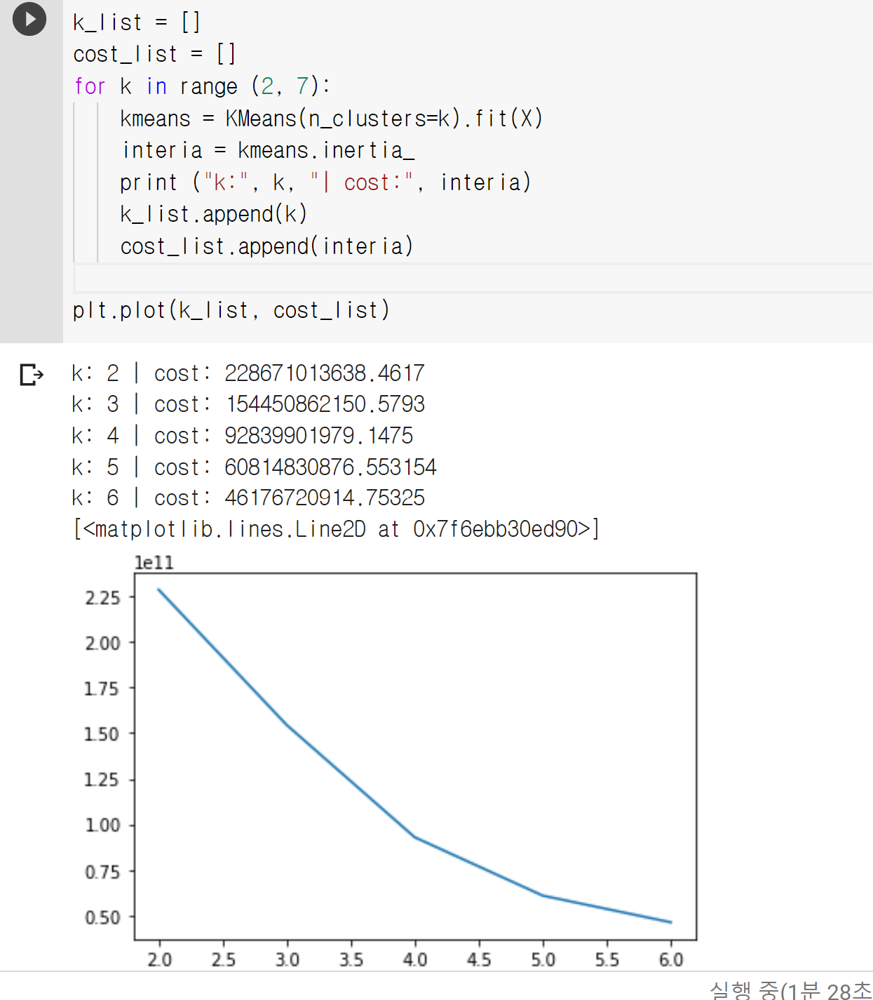 k_list = []
cost_list = []
for k in range (2, 7):
kmeans = KMeans(n_clusters=k).fit(X)
interia = kmeans.inertia_
print ("k:", k, "| cost:", interia)
k_list.append(k)
cost_list.append(interia)
plt.plot(k_list, cost_list)
k: 2 | cost: 228671013638.4617
k: 3 | cost: 154450862150.5793
k: 4 | cost: 92839901979.1475
k: 5 | cost: 60814830876.553154
k: 6 | cost: 46176720914.75325
[<matplotlib.lines.Line2D at 0x7f6ebb30ed90>]
1e11
2.25
2.00
1.75
1.50
1.25
1.00
0.75
0.50
2.0 2.5 3.0 3.5 4.0 4.5 5.0 5.5 6.0
실행 중(1분 28초